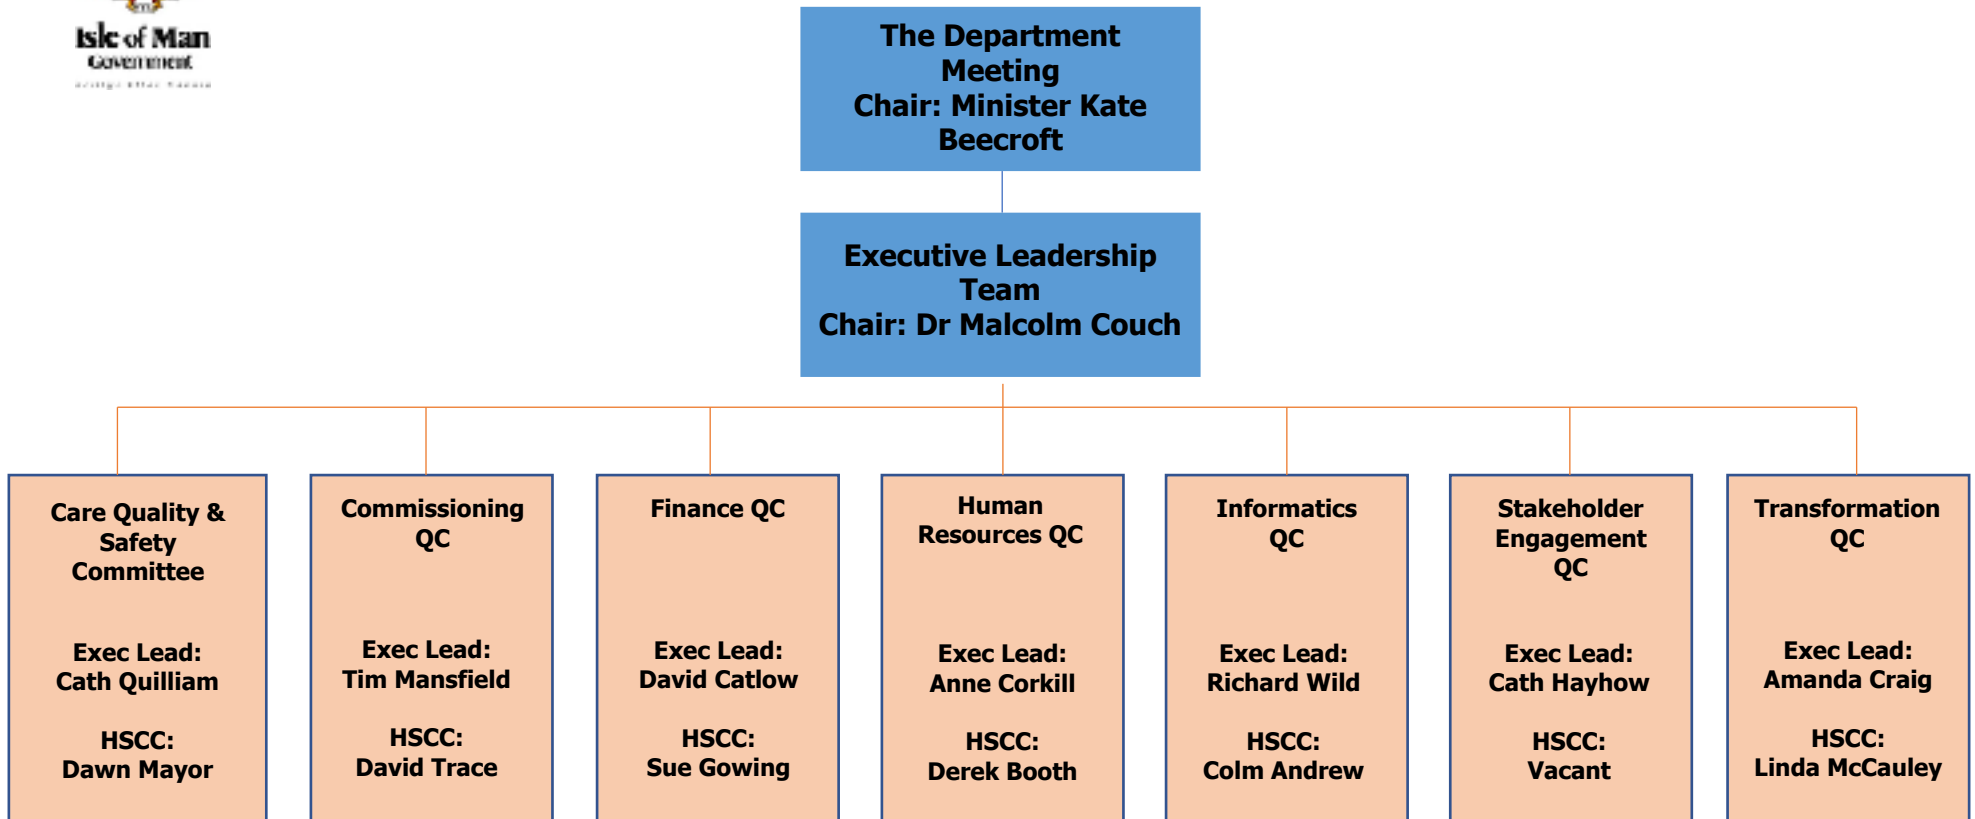 Isle of Man
Government
The Department
Meeting
Chair: Minister Kate
Beecroft
Executive Leadership
Team
Chair: Dr Malcolm Couch
Care Quality &
Safety
Committee
Exec Lead:
Cath Quilliam
HSCC:
Dawn Mayor
Commissioning
QC
Exec Lead:
Tim Mansfield
HSCC:
David Trace
Finance QC
Exec Lead:
David Catlow
HSCC:
Sue Gowing
Human
Resources QC
Exec Lead:
Anne Corkill
HSCC:
Derek Booth
Informatics
QC
Exec Lead:
Richard Wild
HSCC:
Colm Andrew
Stakeholder
Engagement
QC
Exec Lead:
Cath Hayhow
HSCC:
Vacant
Transformation
QC
Exec Lead:
Amanda Craig
HSCC:
Linda McCauley